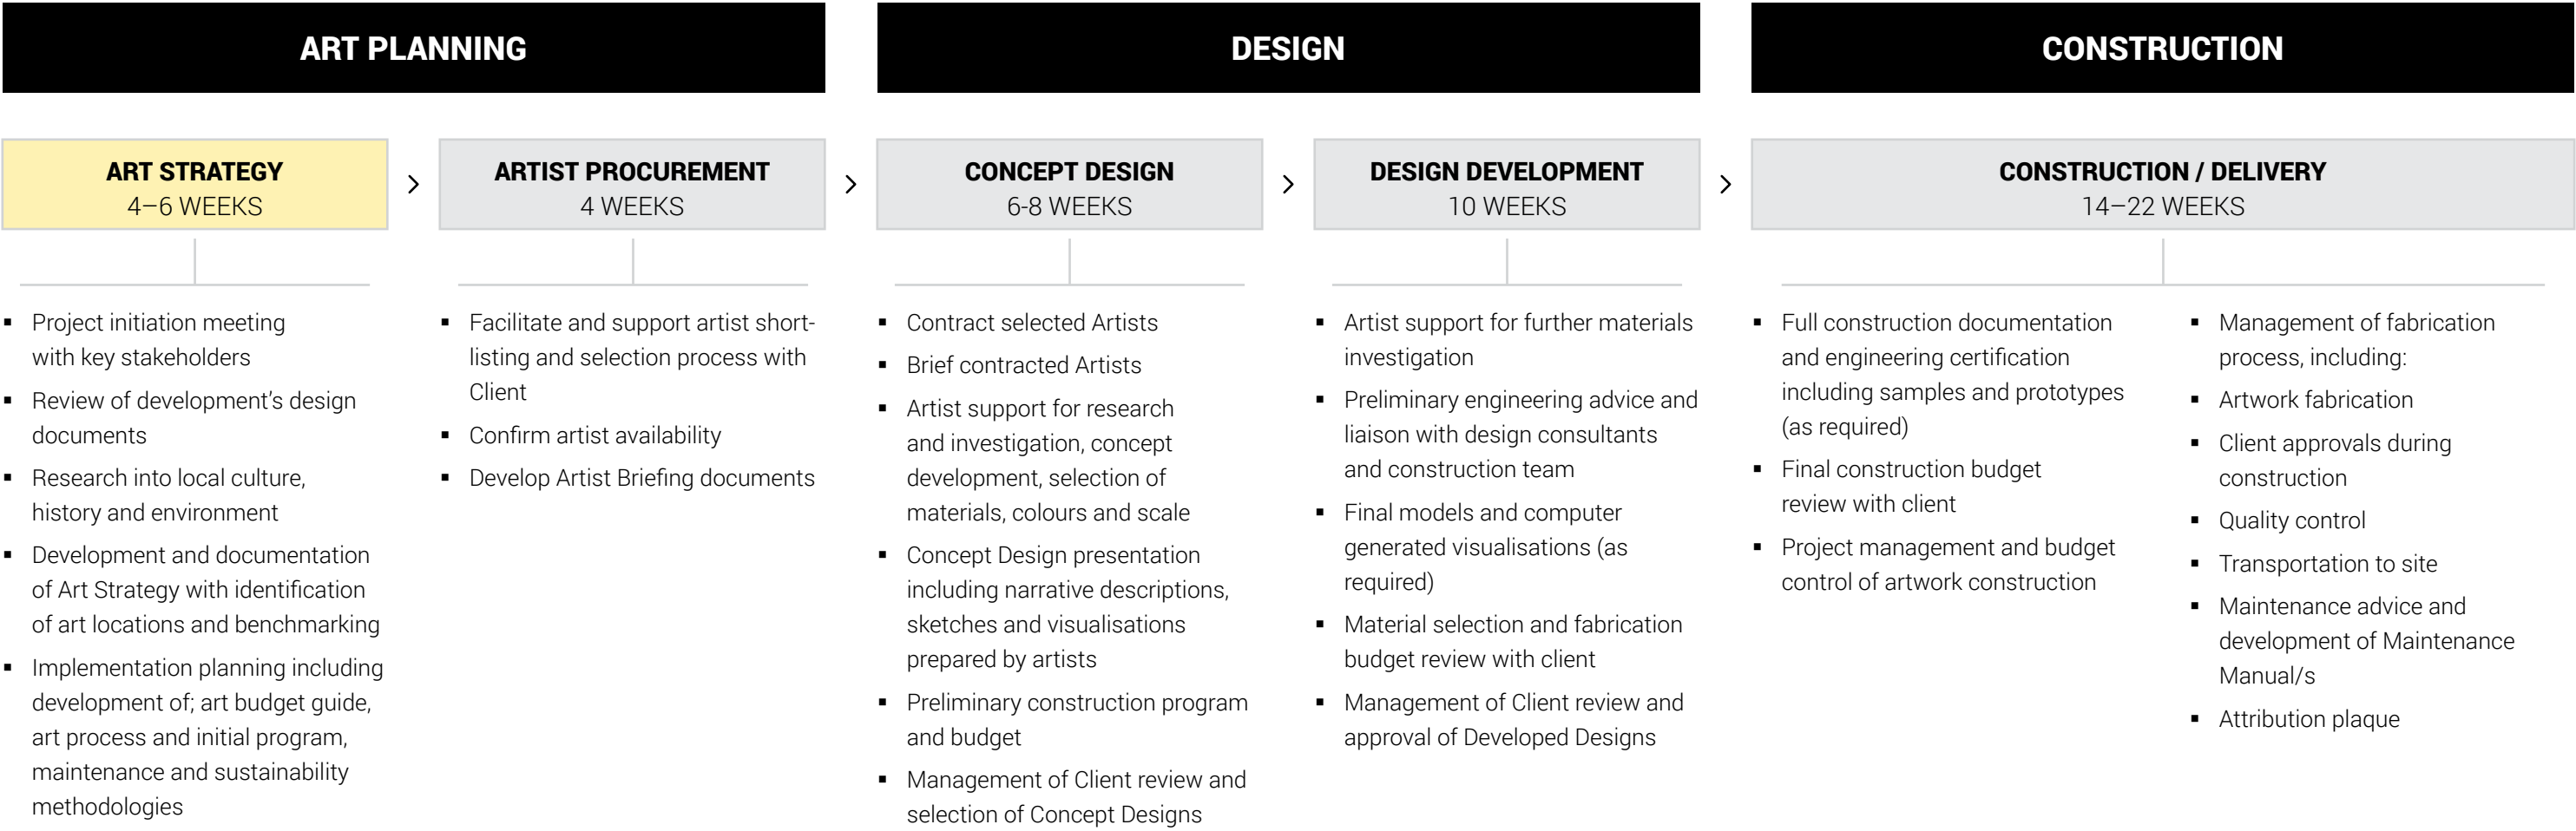 ART PLANNING
ART STRATEGY
4–6 WEEKS
▪ Project initiation meeting
with key stakeholders
▪ Review of development’s design
documents
▪ Research into local culture,
history and environment
▪ Development and documentation
of Art Strategy with identification
of art locations and benchmarking
▪ Implementation planning including
development of; art budget guide,
art process and initial program,
maintenance and sustainability
methodologies
>
ARTIST PROCUREMENT
4 WEEKS
▪ Facilitate and support artist short-
listing and selection process with
Client
▪ Confirm artist availability
▪ Develop Artist Briefing documents
>
DESIGN
CONCEPT DESIGN
6-8 WEEKS
▪ Contract selected Artists
▪ Brief contracted Artists
▪ Artist support for research
and investigation, concept
development, selection of
materials, colours and scale
▪ Concept Design presentation
including narrative descriptions,
sketches and visualisations
prepared by artists
▪ Preliminary construction program
and budget
▪ Management of Client review and
selection of Concept Designs
>
DESIGN DEVELOPMENT
10 WEEKS
▪ Artist support for further materials
investigation
▪ Preliminary engineering advice and
liaison with design consultants
and construction team
▪ Final models and computer
generated visualisations (as
required)
▪ Material selection and fabrication
budget review with client
▪ Management of Client review and
approval of Developed Designs
>
CONSTRUCTION
CONSTRUCTION / DELIVERY
14–22 WEEKS
▪ Full construction documentation
and engineering certification
including samples and prototypes
(as required)
▪ Final construction budget
review with client
▪ Project management and budget
control of artwork construction
▪ Management of fabrication
process, including:
▪ Artwork fabrication
▪ Client approvals during
construction
▪ Quality control
▪ Transportation to site
▪ Maintenance advice and
development of Maintenance
Manual/s
▪ Attribution plaque